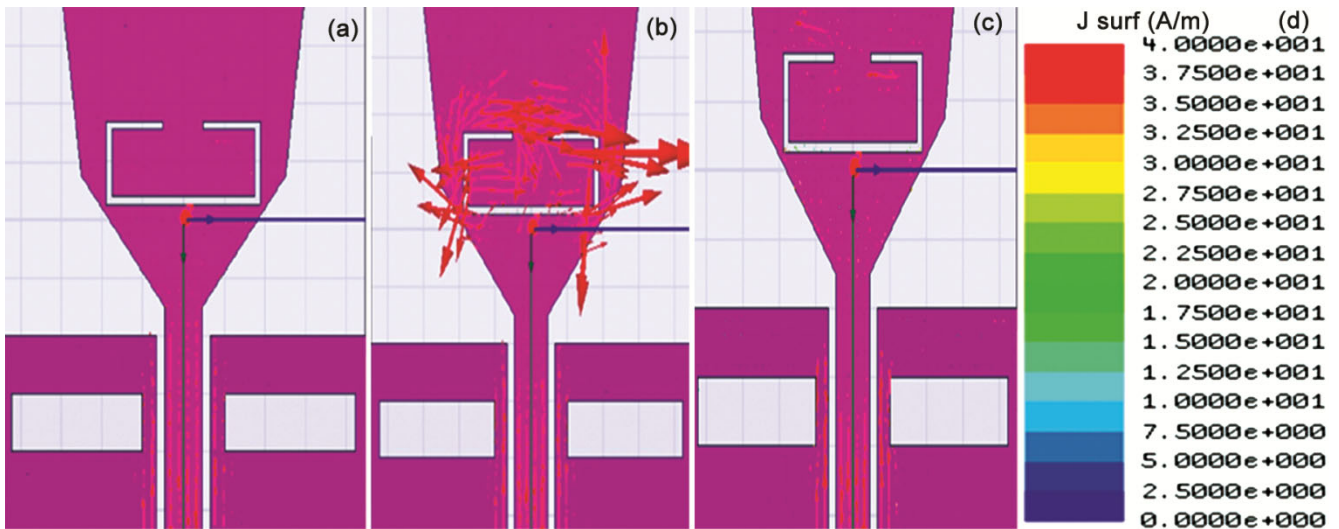 (a)
(b)
(c)
J surf (A/m) (d)
4.0000e+001
3.7500e+001
3.5000e+001
3.2500e+001
3.0000e+001
2.7500e+001
2.5000e+001
2.2500e+001
2.0000e+001
1.7500e+001
1.5000e+001
1.2500e+001
1.0000e+001
7.5000e+000
5.0000e+000
2.5000e+000
0.0000e+000